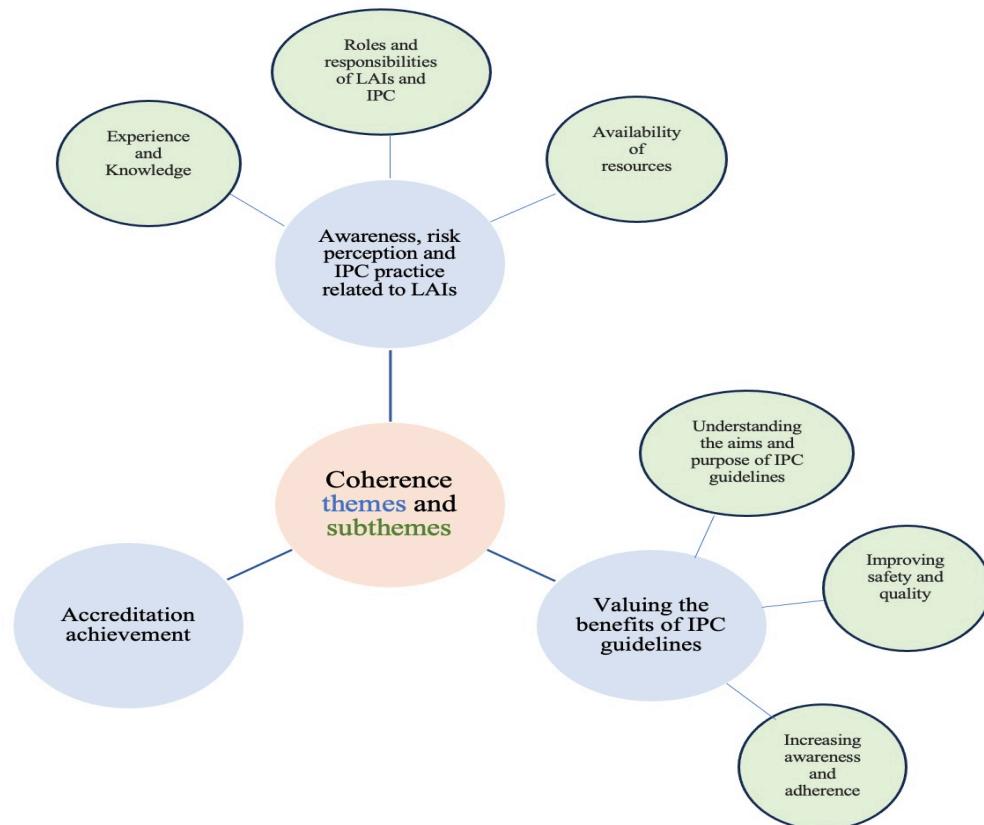 Roles and
responsibilities
of LAIs and
IPC
Experience
and
Knowledge
Availability
of
resources
Awareness, risk
perception and
IPC practice
related to LAIs
Coherence
themes and
subthemes
Understanding
the aims and
purpose of IPC
guidelines
Improving
safety and
quality
Accreditation
achievement
Valuing the
benefits of IPC
guidelines
Increasing
awareness
and
adherence